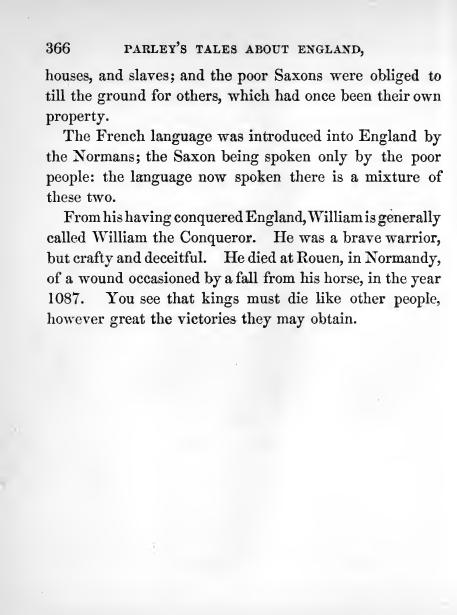 366 PARLEY'S TALES ABOUT ENGLAND,
houses, and slaves; and the poor Saxons were obliged to
till the ground for others, which had once been their own
property.
The French language was introduced into England by
the Normans; the Saxon being spoken only by the poor
people: the language now spoken there is a mixture of
these two.
From his having conquered England, William is generally
called William the Conqueror. He was a brave warrior,
but crafty and deceitful. He died at Rouen, in Normandy,
of a wound occasioned by a fall from his horse, in the year
1087. You see that kings must die like other people,
however great the victories they may obtain.